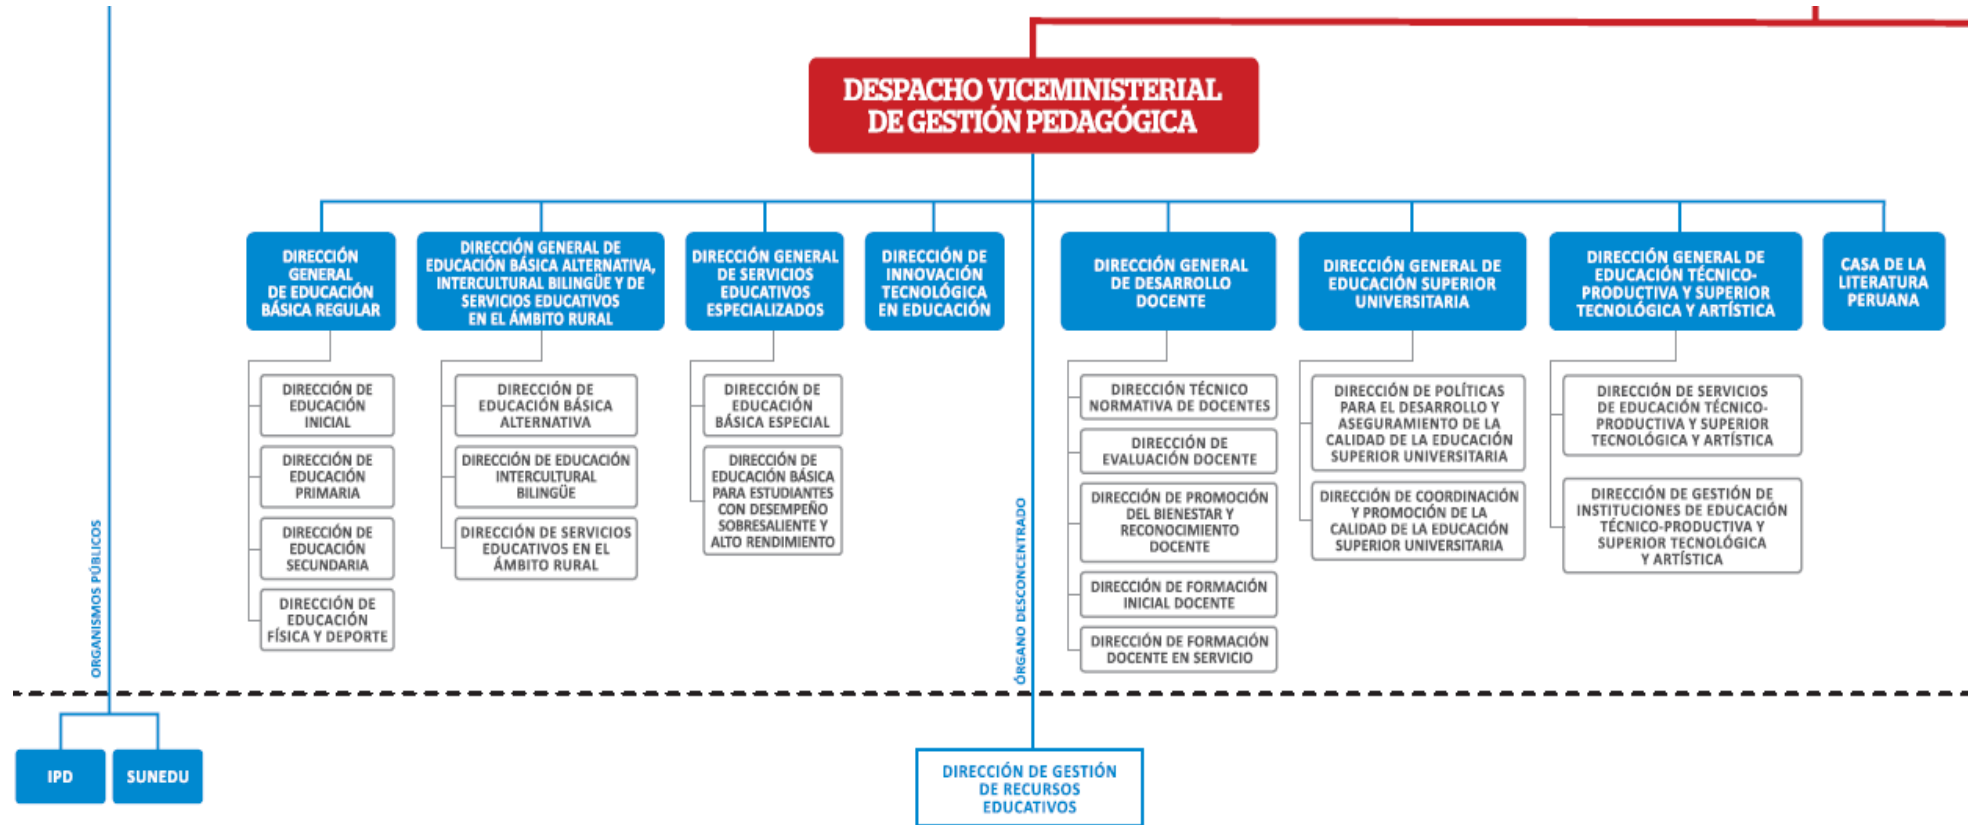 DESPACHO VICEMINISTERIAL
DE GESTIÓN PEDAGÓGICA
DIRECCIÓN
GENERAL
DE EDUCACIÓN
BÁSICA REGULAR
DIRECCIÓN GENERAL DE
EDUCACIÓN BÁSICA ALTERNATIVA,
INTERCULTURAL BILINGÜE Y DE
SERVICIOS EDUCATIVOS
EN EL ÁMBITO RURAL
DIRECCIÓN GENERAL
DE SERVICIOS
EDUCATIVOS
ESPECIALIZADOS
DIRECCIÓN DE
INNOVACIÓN
TECNOLÓGICA
EN EDUCACIÓN
DIRECCIÓN GENERAL
DE DESARROLLO
DOCENTE
DIRECCIÓN GENERAL DE
EDUCACIÓN SUPERIOR
UNIVERSITARIA
DIRECCIÓN GENERAL DE
EDUCACIÓN TÉCNICO-
PRODUCTIVA Y SUPERIOR
TECNOLÓGICA Y ARTÍSTICA
CASA DE LA
LITERATURA
PERUANA
DIRECCIÓN DE
EDUCACIÓN
INICIAL
DIRECCIÓN DE
EDUCACIÓN
PRIMARIA
DIRECCIÓN DE
EDUCACIÓN
SECUNDARIA
DIRECCIÓN DE
EDUCACIÓN
FÍSICA Y DEPORTE
DIRECCIÓN DE
EDUCACIÓN BÁSICA
ALTERNATIVA
DIRECCIÓN DE EDUCACIÓN
INTERCULTURAL
BILINGÜE
DIRECCIÓN DE SERVICIOS
EDUCATIVOS EN EL
ÁMBITO RURAL
DIRECCIÓN DE
EDUCACIÓN
BÁSICA ESPECIAL
DIRECCIÓN DE
EDUCACIÓN BÁSICA
PARA ESTUDIANTES
CON DESEMPEÑO
SOBRESALIENTE Y
ALTO RENDIMIENTO
DIRECCIÓN TÉCNICO
NORMATIVA DE DOCENTES
DIRECCIÓN DE
EVALUACIÓN DOCENTE
DIRECCIÓN DE PROMOCIÓN
DEL BIENESTAR Y
RECONOCIMIENTO
DOCENTE
DIRECCIÓN DE FORMACIÓN
INICIAL DOCENTE
DIRECCIÓN DE FORMACIÓN
DOCENTE EN SERVICIO
DIRECCIÓN DE POLÍTICAS
PARA EL DESARROLLO Y
ASEGURAMIENTO DE LA
CALIDAD DE LA EDUCACIÓN
SUPERIOR UNIVERSITARIA
DIRECCIÓN DE COORDINACIÓN
Y PROMOCIÓN DE LA
CALIDAD DE LA EDUCACIÓN
SUPERIOR UNIVERSITARIA
DIRECCIÓN DE SERVICIOS
DE EDUCACIÓN TÉCNICO-
PRODUCTIVA Y SUPERIOR
TECNOLÓGICA Y ARTÍSTICA
DIRECCIÓN DE GESTIÓN DE
INSTITUCIONES DE EDUCACIÓN
TÉCNICO-PRODUCTIVA Y
SUPERIOR TECNOLÓGICA
Y ARTÍSTICA
ORGANISMOS PÚBLICOS
ÓRGANO DESCONCENTRADO
IPD
SUNEDU
DIRECCIÓN DE GESTIÓN
DE RECURSOS
EDUCATIVOS